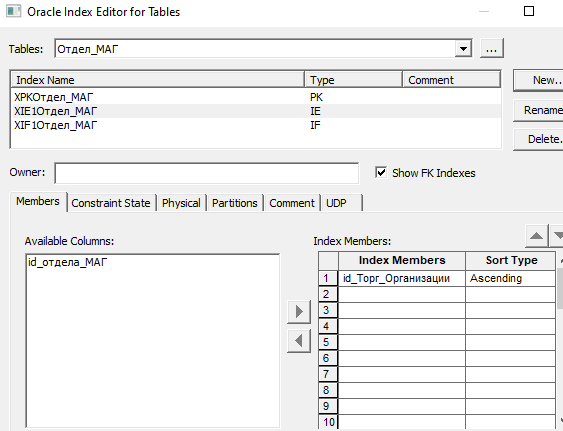 Oracle Index Editor for Tables
Tables: Отдел_МАГ ...
Index Name Type Comment
XPKОтдел_МАГ PK
XIE1Отдел_МАГ IE
XIF1Отдел_МАГ IF
New...
Rename
Delete.
Owner: Show FK Indexes
Members Constraint State Physical Partitions Comment UDP
Available Columns: Index Members:
id_отдела_МАГ
Index Members Sort Type
1 id_Торг_Организации Ascending
2
3
4
5
6
7
8
9
10